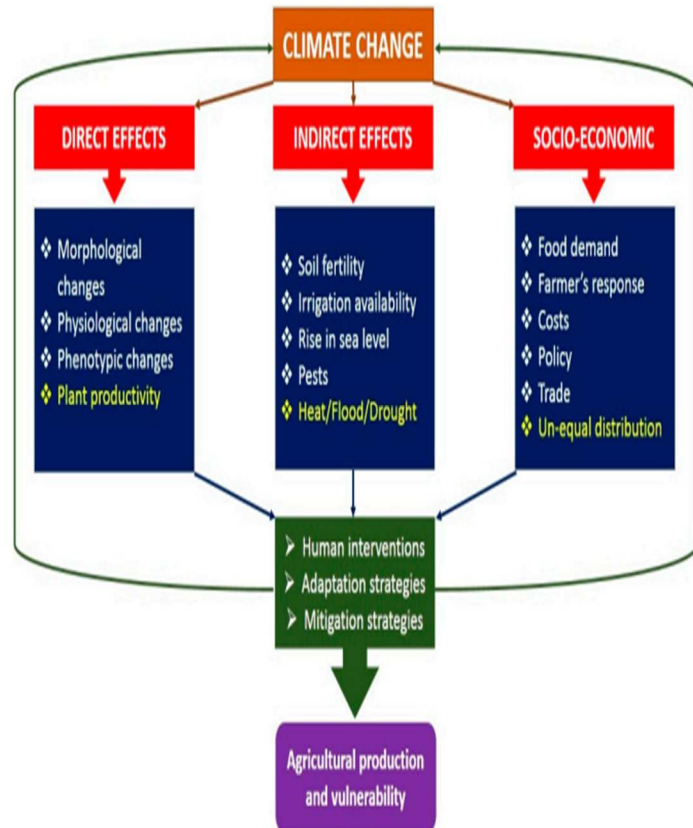 CLIMATE CHANGE
DIRECT EFFECTS
❖ Morphological
changes
❖ Physiological changes
❖ Phenotypic changes
❖ Plant productivity
INDIRECT EFFECTS
❖ Soil fertility
❖ Irrigation availability
❖ Rise in sea level
❖ Pests
❖ Heat/Flood/Drought
SOCIO-ECONOMIC
❖ Food demand
❖ Farmer's response
❖ Costs
❖ Policy
❖ Trade
❖ Un-equal distribution
➢ Human interventions
➢ Adaptation strategies
➢ Mitigation strategies
Agricultural production
and vulnerability